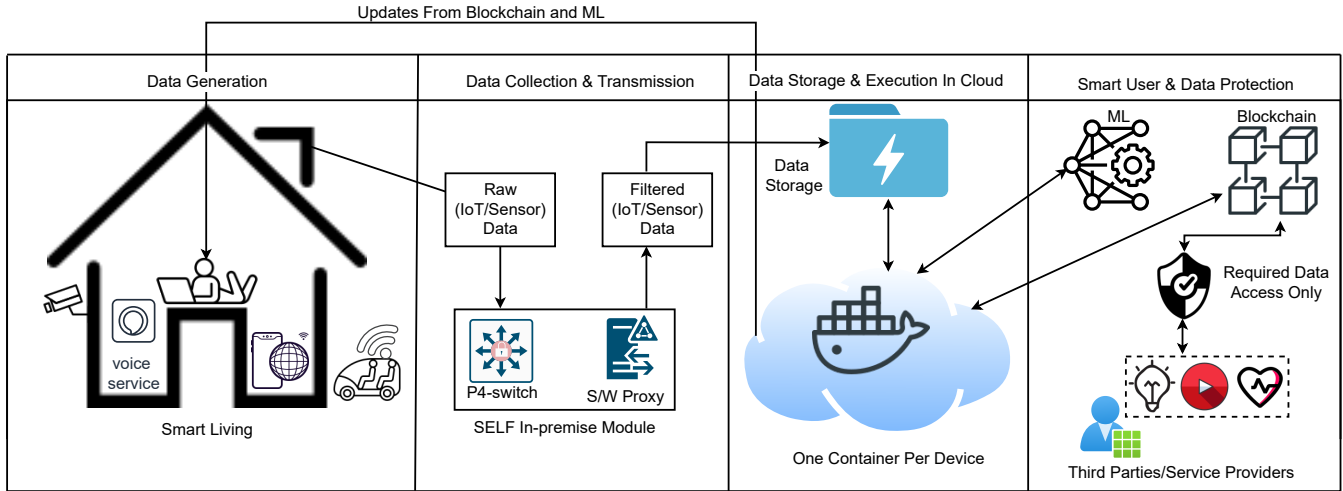 Updates From Blockchain and ML
Data Generation
Data Collection & Transmission
Data Storage & Execution In Cloud
Smart User & Data Protection
voice
service
Smart Living
Raw
(IoT/Sensor)
Data
Filtered
(IoT/Sensor)
Data
P4-switch
S/W Proxy
SELF In-premise Module
Data
Storage
One Container Per Device
ML
Blockchain
Required Data
Access Only
Third Parties/Service Providers